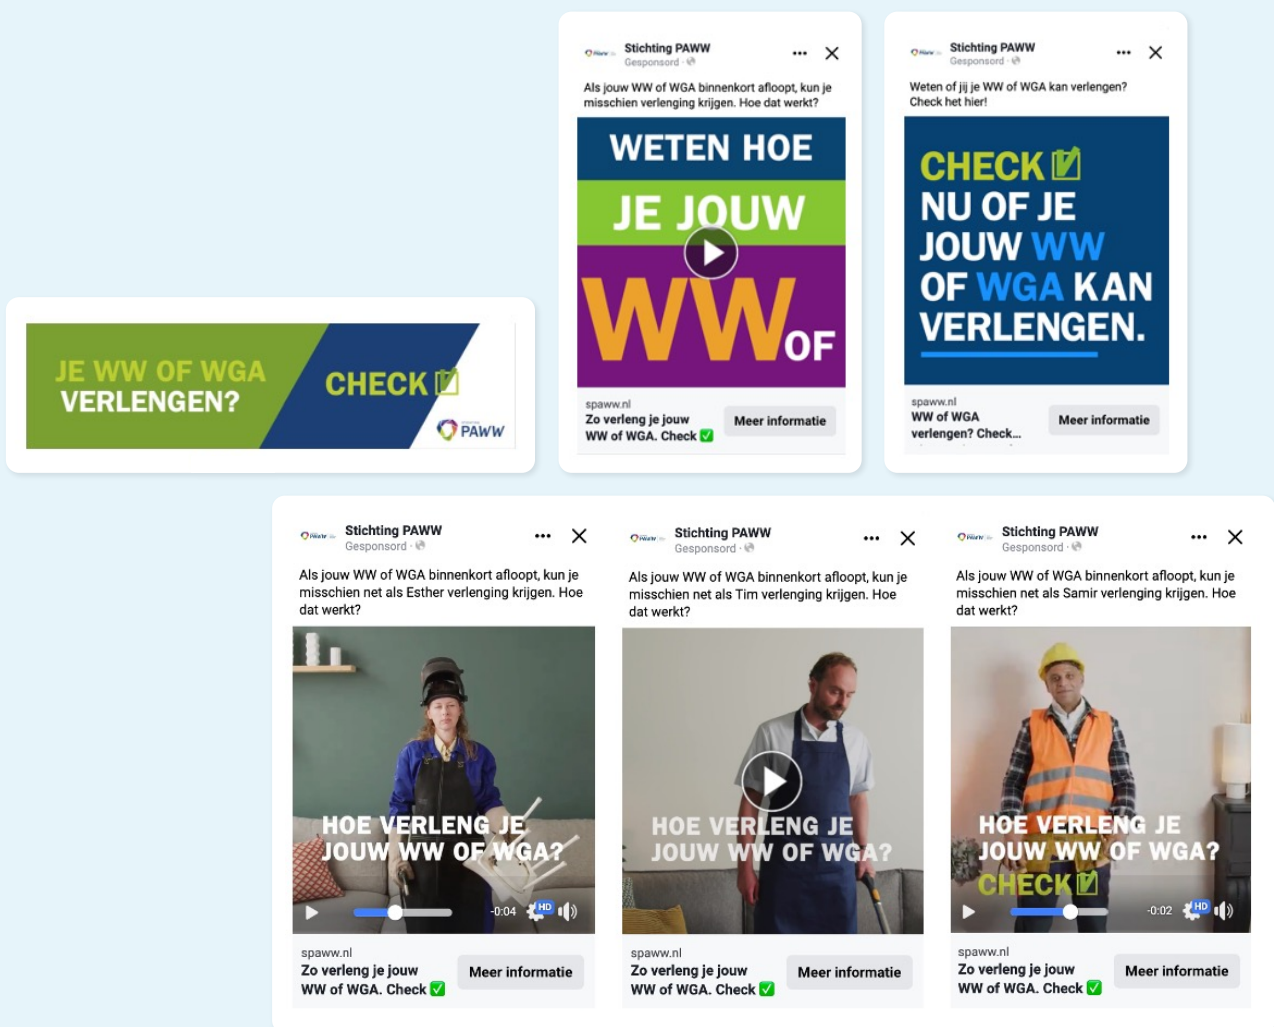 Stichting PAWW
Gesponsord ·
Als jouw WW of WGA binnenkort afloopt, kun je
misschien verlenging krijgen. Hoe dat werkt?
WETEN HOE
JE JOUW
WW OF
spaww.nl
Zo verleng je jouw
WW of WGA. Check ✅
Meer informatie
Stichting PAWW
Gesponsord ·
Weten of jij je WW of WGA kan verlengen?
Check het hier!
CHECK
NU OF JE
JOUW WW
OF WGA KAN
VERLENGEN.
spaww.nl
WW of WGA
verlengen? Check...
Meer informatie
JE WW OF WGA
VERLENGEN?
CHECK
PAWW
Stichting PAWW
Gesponsord ·
Als jouw WW of WGA binnenkort afloopt, kun je
misschien net als Esther verlenging krijgen. Hoe
dat werkt?
HOE VERLENG JE
JOUW WW OF WGA?
-0:04
HD
spaww.nl
Zo verleng je jouw
WW of WGA. Check ✅
Meer informatie
Stichting PAWW
Gesponsord ·
Als jouw WW of WGA binnenkort afloopt, kun je
misschien net als Tim verlenging krijgen. Hoe
dat werkt?
HOE VERLENG JE
JOUW WW OF WGA?
spaww.nl
Zo verleng je jouw
WW of WGA. Check ✅
Meer informatie
Stichting PAWW
Gesponsord ·
Als jouw WW of WGA binnenkort afloopt, kun je
misschien net als Samir verlenging krijgen. Hoe
dat werkt?
HOE VERLENG JE
JOUW WW OF WGA?
CHECK
-0:02
HD
spaww.nl
Zo verleng je jouw
WW of WGA. Check ✅
Meer informatie